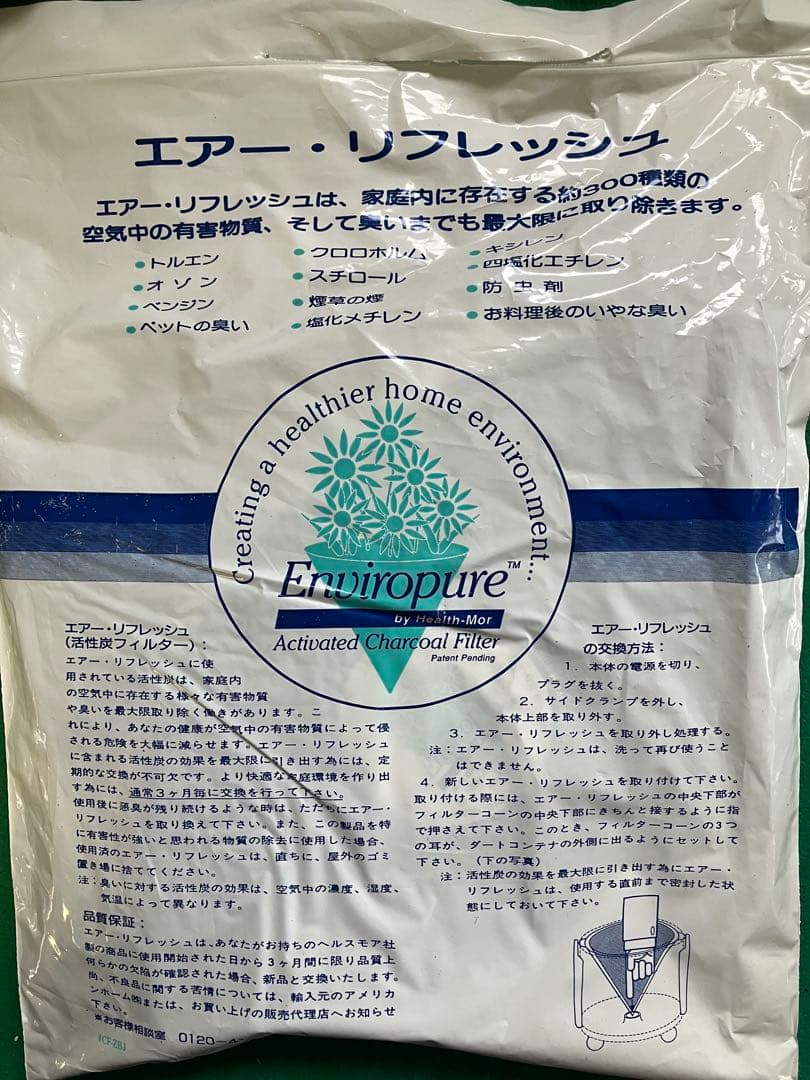 エアー・リフレッシュ
エアー・リフレッシュは、家庭内に存在する約300種類の
空気中の有害物質、そして臭いまでも最大限に取り除きます。
●トルエン
●オゾン
●ベンジン
●ペットの臭い
●クロロホルム
●スチロール
●煙草の煙
●塩化メチレン
●キシレン
●四塩化エチレン
●防虫剤
●お料理後のいやな臭い
Creating a healthier home environment...
Enviropure™
by Health-Mor
Activated Charcoal Filter
Patent Pending
エアー・リフレッシュ
(活性炭フィルター):
エアー・リフレッシュに使
用されている活性炭は、家庭内
の空気中に存在する様々な有害物質
や臭いを最大限取り除く働きがあります。こ
れにより、あなたの健康が空気中の有害物質によって侵
される危険を大幅に減らせます。エアー・リフレッシュ
に含まれる活性炭の効果を最大限に引き出す為には、定
期的な交換が不可欠です。より快適な家庭環境を作り出
す為には、通常3ヶ月毎に交換を行って下さい。
使用後に悪臭が残り続けるような時は、ただちにエアー・
リフレッシュを取り換えて下さい。また、この製品を特
に有害性が強いと思われる物質の除去に使用した場合、
使用済のエアー・リフレッシュは、直ちに、屋外のゴミ
置き場に捨ててください。
注:臭いに対する活性炭の効果は、空気中の濃度、湿度、
気温によって異なります。
品質保証:
エアー・リフレッシュは、あなたがお持ちのヘルスモア社
製の商品に使用開始された日から3ヶ月間に限り品質上
何らかの欠陥が確認された場合、新品と交換いたします。
尚、不良品に関する苦情については、輸入元のアメリカ
ンホーム㈱または、お買い上げの販売代理店へお知らせ
下さい。
※お客様相談室 0120-4
#CF-ZBJ
エアー・リフレッシュ
の交換方法:
1. 本体の電源を切り、
プラグを抜く。
2. サイドクランプを外し、
本体上部を取り外す。
3. エアー・リフレッシュを取り外し処理する。
注:エアー・リフレッシュは、洗って再び使うこと
はできません。
4. 新しいエアー・リフレッシュを取り付けて下さい。
取り付ける際には、エアー・リフレッシュの中央下部が
フィルターコーンの中央下部にきちんと接するように指
で押さえて下さい。このとき、フィルターコーンの3つ
の耳が、ダートコンテナの外側に出るようにセットして
下さい。(下の写真)
注:活性炭の効果を最大限に引き出す為にエアー・
リフレッシュは、使用する直前まで密封した状
態にしておいて下さい。